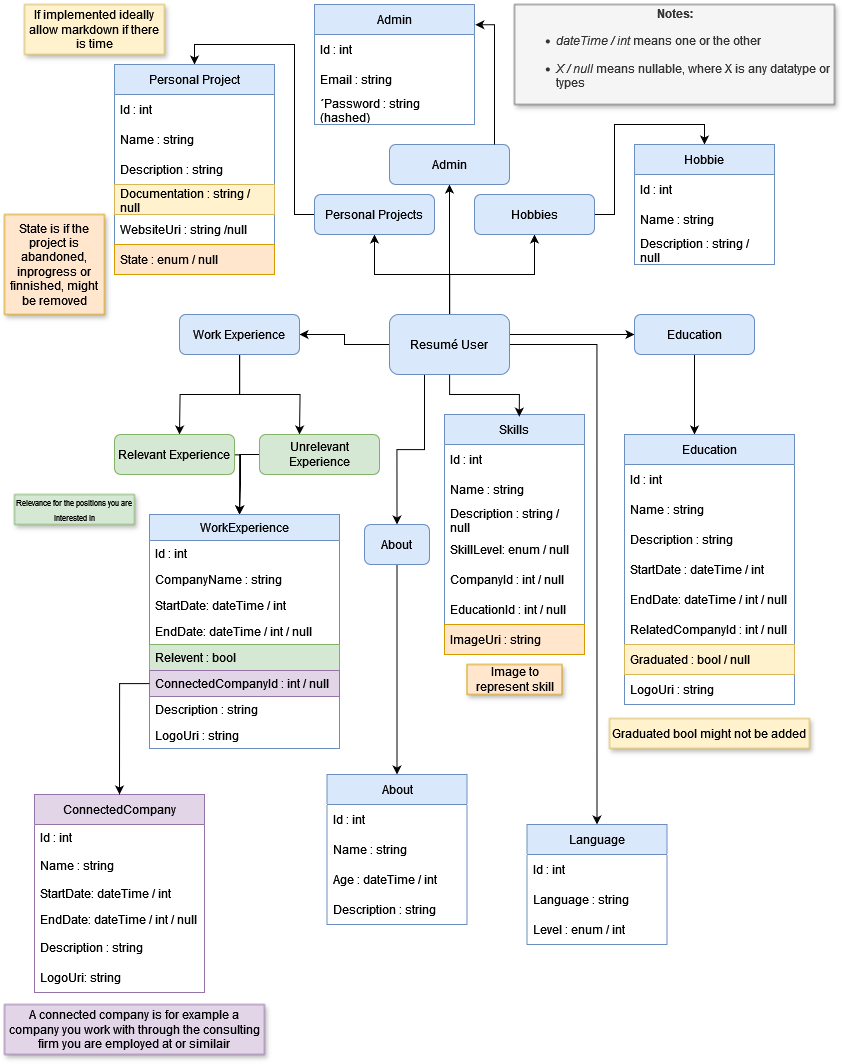 If implemented ideally
allow markdown if there
is time
Admin
Id : int
Email : string
´Password : string
(hashed)
Notes:
• dateTime / int means one or the other
• X / null means nullable, where X is any datatype or
types
Personal Project
Id : int
Name : string
Description : string
Documentation : string /
null
WebsiteUri : string /null
State : enum / null
State is if the
project is
abandoned,
inprogress or
finnished, might
be removed
Admin
Personal Projects
Hobbies
Hobbie
Id : int
Name : string
Description : string /
null
Work Experience
Resumé User
Education
Relevant Experience
Unrelevant
Experience
Relevance for the positions you are
interested in
WorkExperience
Id : int
CompanyName : string
StartDate: dateTime / int
EndDate: dateTime / int / null
Relevent : bool
ConnectedCompanyId : int / null
Description : string
LogoUri : string
About
Skills
Id : int
Name : string
Description : string /
null
SkillLevel: enum / null
CompanyId : int / null
EducationId : int / null
ImageUri : string
Image to
represent skill
Education
Id : int
Name : string
Description : string
StartDate : dateTime / int
EndDate: dateTime / int / null
RelatedCompanyId : int / null
Graduated : bool / null
LogoUri : string
Graduated bool might not be added
ConnectedCompany
Id : int
Name : string
StartDate: dateTime / int
EndDate: dateTime / int / null
Description : string
LogoUri: string
A connected company is for example a
company you work with through the consulting
firm you are employed at or similair
About
Id : int
Name : string
Age : dateTime / int
Description : string
Language
Id : int
Language : string
Level : enum / int